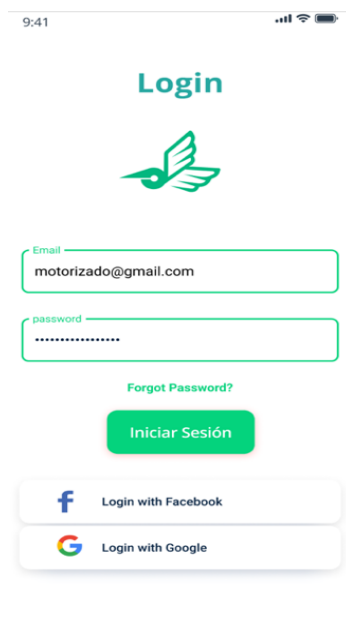 9:41
Login
Email
motorizado@gmail.com
password
•••••••••••••••••
Forgot Password?
Iniciar Sesión
Login with Facebook
Login with Google